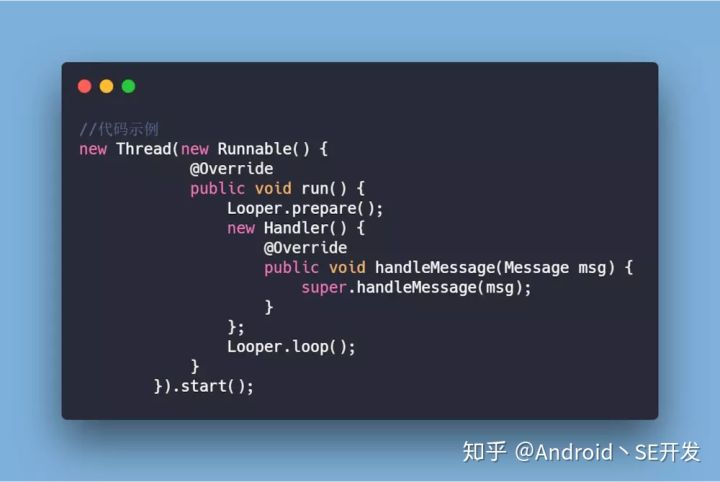 //代码示例
new Thread(new Runnable() {
            @Override
            public void run() {
                Looper.prepare();
                new Handler() {
                    @Override
                    public void handleMessage(Message msg) {
                        super.handleMessage(msg);
                    }
                };
                Looper.loop();
            }
        }).start();
知乎 @Android丶SE开发